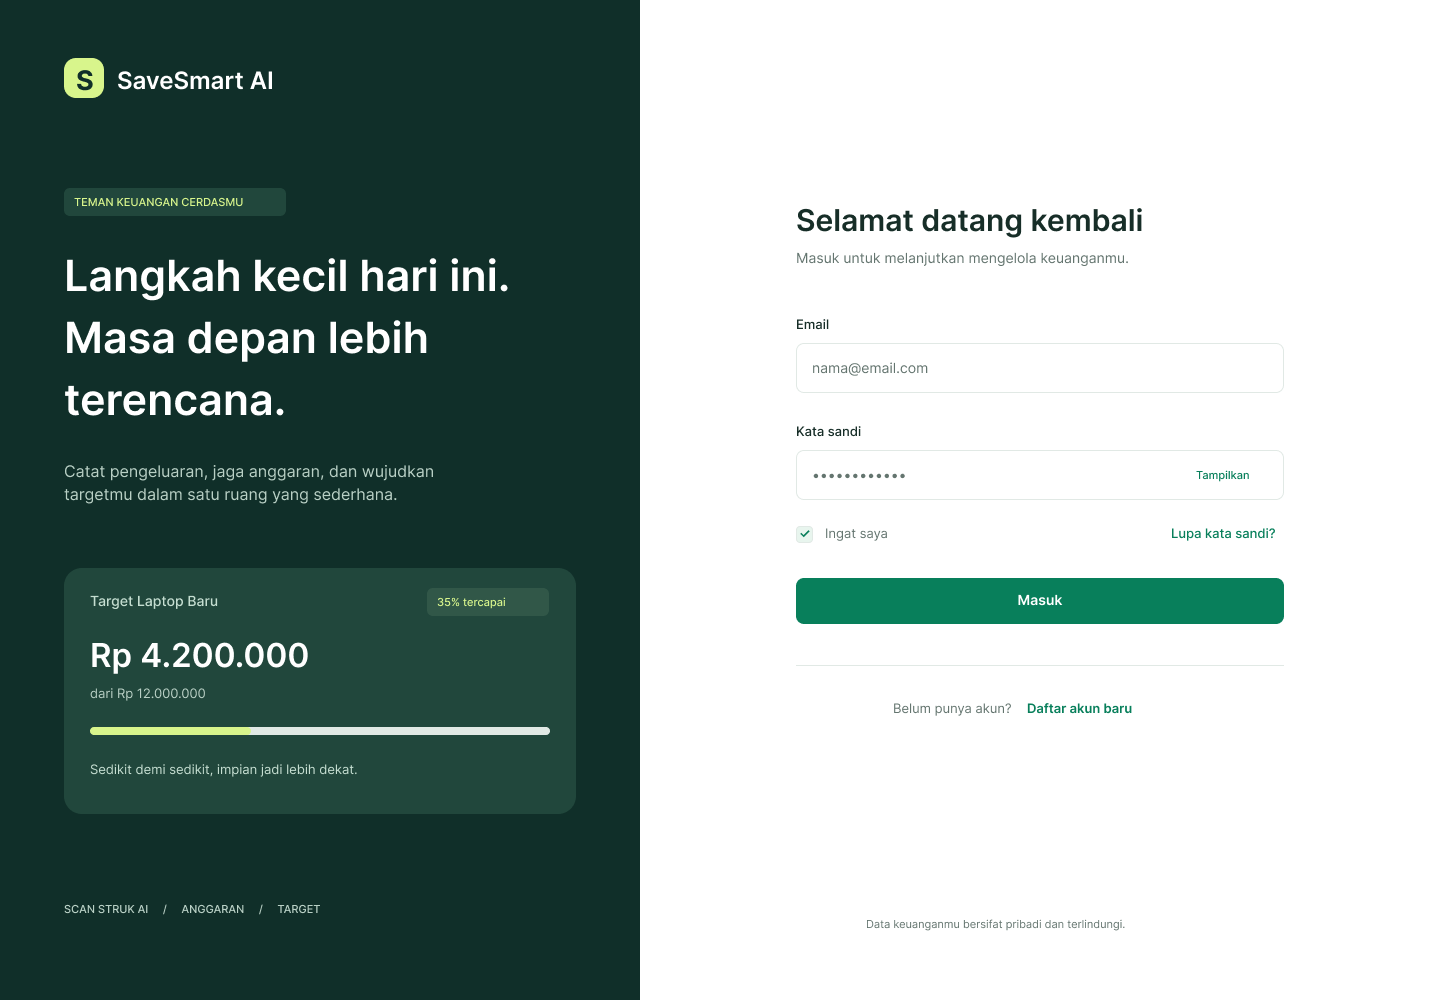 S SaveSmart AI
TEMAN KEUANGAN CERDASMU
Langkah kecil hari ini.
Masa depan lebih
terencana.
Catat pengeluaran, jaga anggaran, dan wujudkan
targetmu dalam satu ruang yang sederhana.
Target Laptop Baru
35% tercapai
Rp 4.200.000
dari Rp 12.000.000
Sedikit demi sedikit, impian jadi lebih dekat.
SCAN STRUK AI / ANGGARAN / TARGET
Selamat datang kembali
Masuk untuk melanjutkan mengelola keuanganmu.
Email
nama@email.com
Kata sandi
•••••••••••• Tampilkan
Ingat saya
Lupa kata sandi?
Masuk
Belum punya akun? Daftar akun baru
Data keuanganmu bersifat pribadi dan terlindungi.